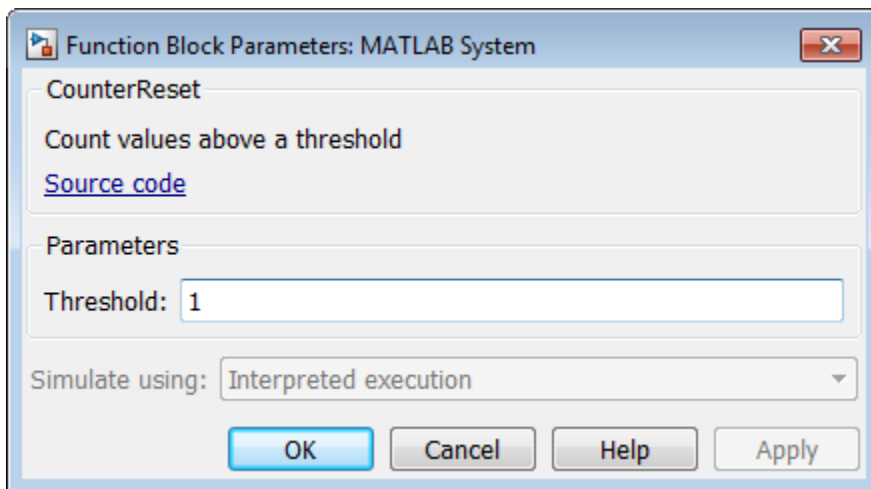 Function Block Parameters: MATLAB System
CounterReset
Count values above a threshold
Source code
Parameters
Threshold: 1
Simulate using: Interpreted execution
OK Cancel Help Apply